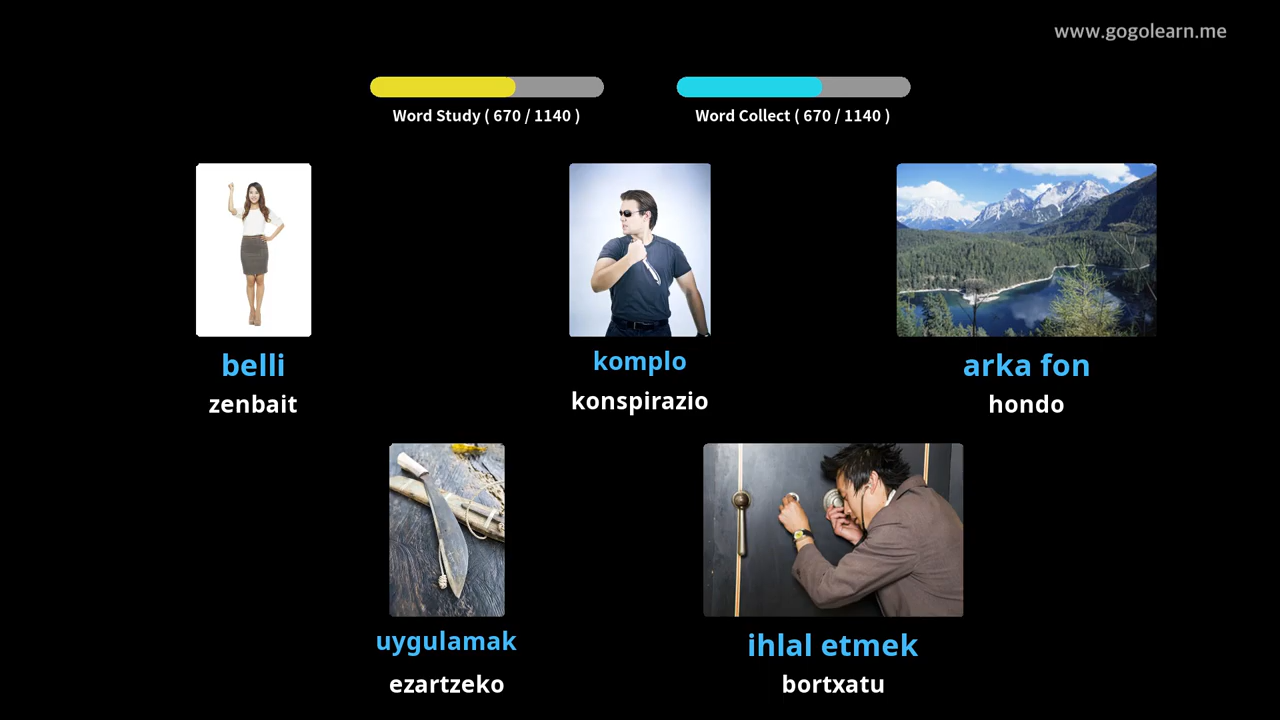 www.gogolearn.me
Word Study ( 670 / 1140 )
Word Collect ( 670 / 1140 )
belli
zenbait
komplo
konspirazio
arka fon
hondo
uygulamak
ezartzeko
ihlal etmek
bortxatu